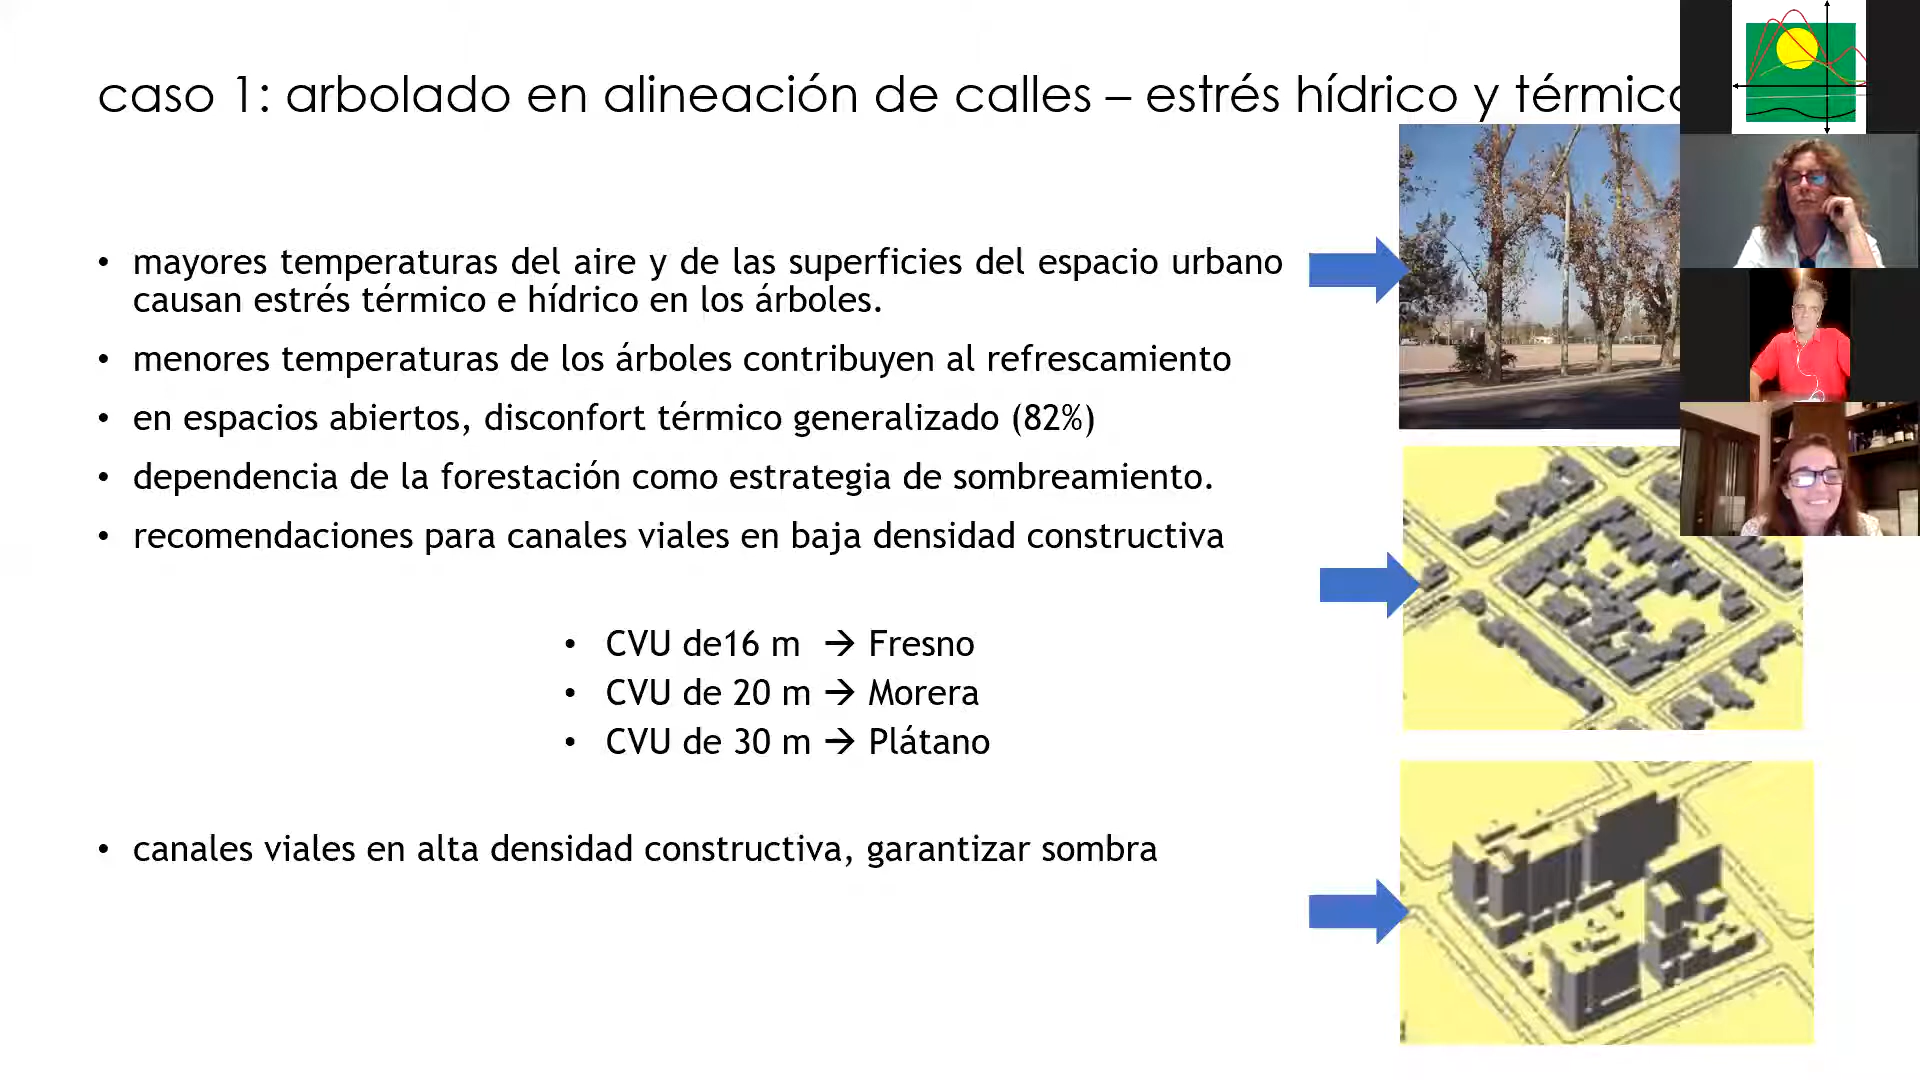 caso 1: arbolado en alineación de calles – estrés hídrico y térmico
• mayores temperaturas del aire y de las superficies del espacio urbano
causan estrés térmico e hídrico en los árboles.
• menores temperaturas de los árboles contribuyen al refrescamiento
• en espacios abiertos, disconfort térmico generalizado (82%)
• dependencia de la forestación como estrategia de sombreamiento.
• recomendaciones para canales viales en baja densidad constructiva
• CVU de16 m → Fresno
• CVU de 20 m → Morera
• CVU de 30 m → Plátano
• canales viales en alta densidad constructiva, garantizar sombra